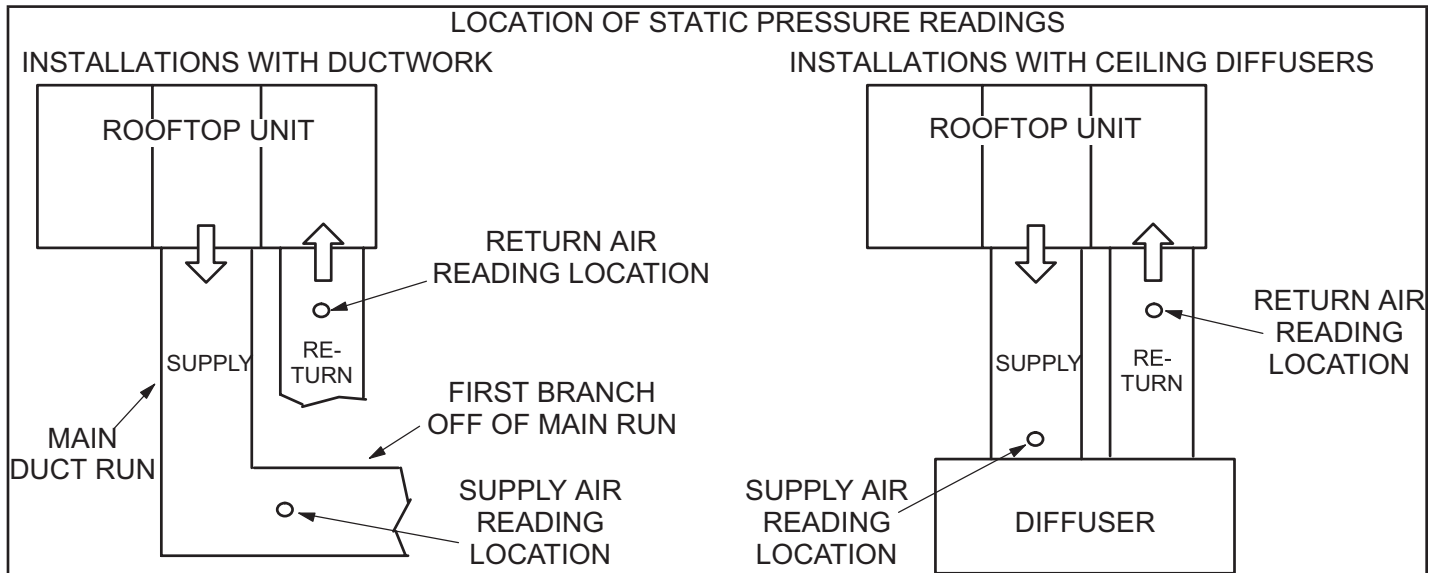 LOCATION OF STATIC PRESSURE READINGS
INSTALLATIONS WITH DUCTWORK
ROOFTOP UNIT
RETURN AIR
READING LOCATION
SUPPLY
RE-
TURN
FIRST BRANCH
OFF OF MAIN RUN
MAIN
DUCT RUN
SUPPLY AIR
READING
LOCATION
INSTALLATIONS WITH CEILING DIFFUSERS
ROOFTOP UNIT
RETURN AIR
READING
LOCATION
SUPPLY
RE-
TURN
SUPPLY AIR
READING
LOCATION
DIFFUSER